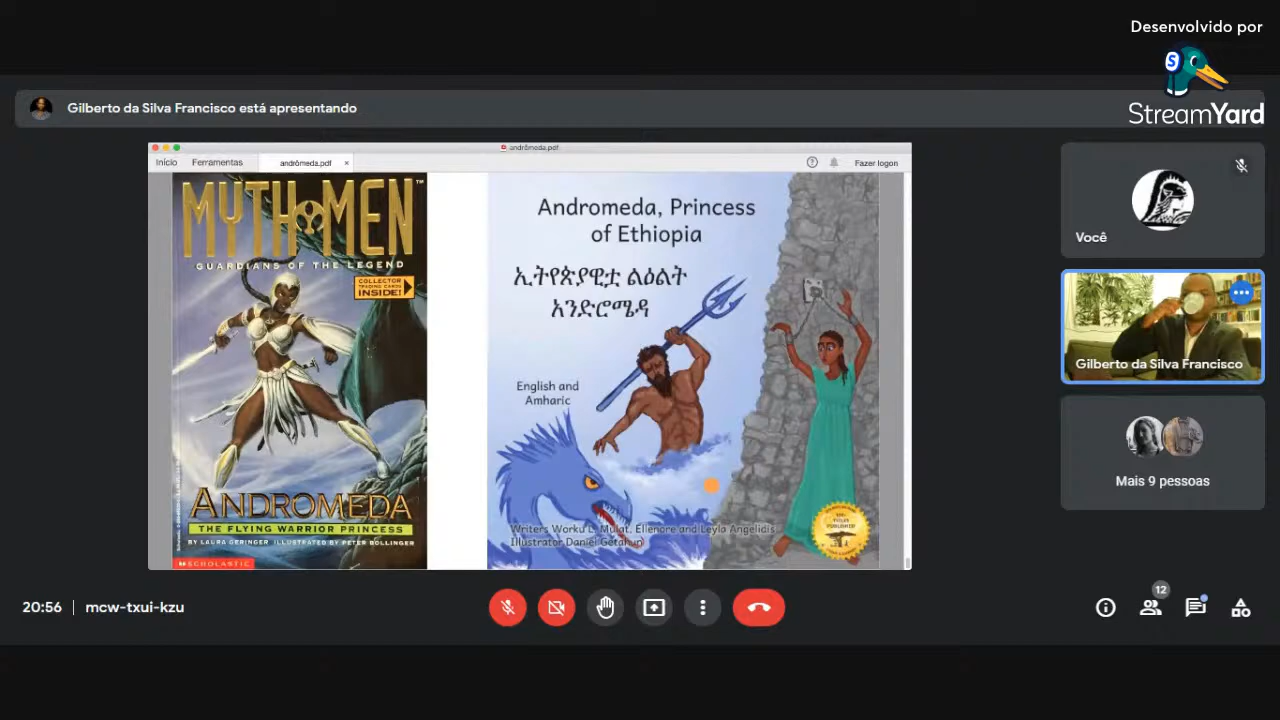 Desenvolvido por
StreamYard
Gilberto da Silva Francisco está apresentando
andrômeda.pdf
Início Ferramentas andrômeda.pdf × Fazer logon
MYTH MEN™
GUARDIANS OF THE LEGEND
COLLECTOR
TRADING CARDS
INSIDE!
ANDROMEDA
THE FLYING WARRIOR PRINCESS
BY LAURA GERINGER ILLUSTRATED BY PETER BOLLINGER
SCHOLASTIC
Andromeda, Princess
of Ethiopia
ኢትየጵያዊቷ ልዕልት
አንድሮሜዳ
English and
Amharic
Writers Worku L. Mulat, Ellenore and Leyla Angelidis
Illustrator Daniel Getahun
Você
Gilberto da Silva Francisco
Mais 9 pessoas
20:56 mcw-txui-kzu
12